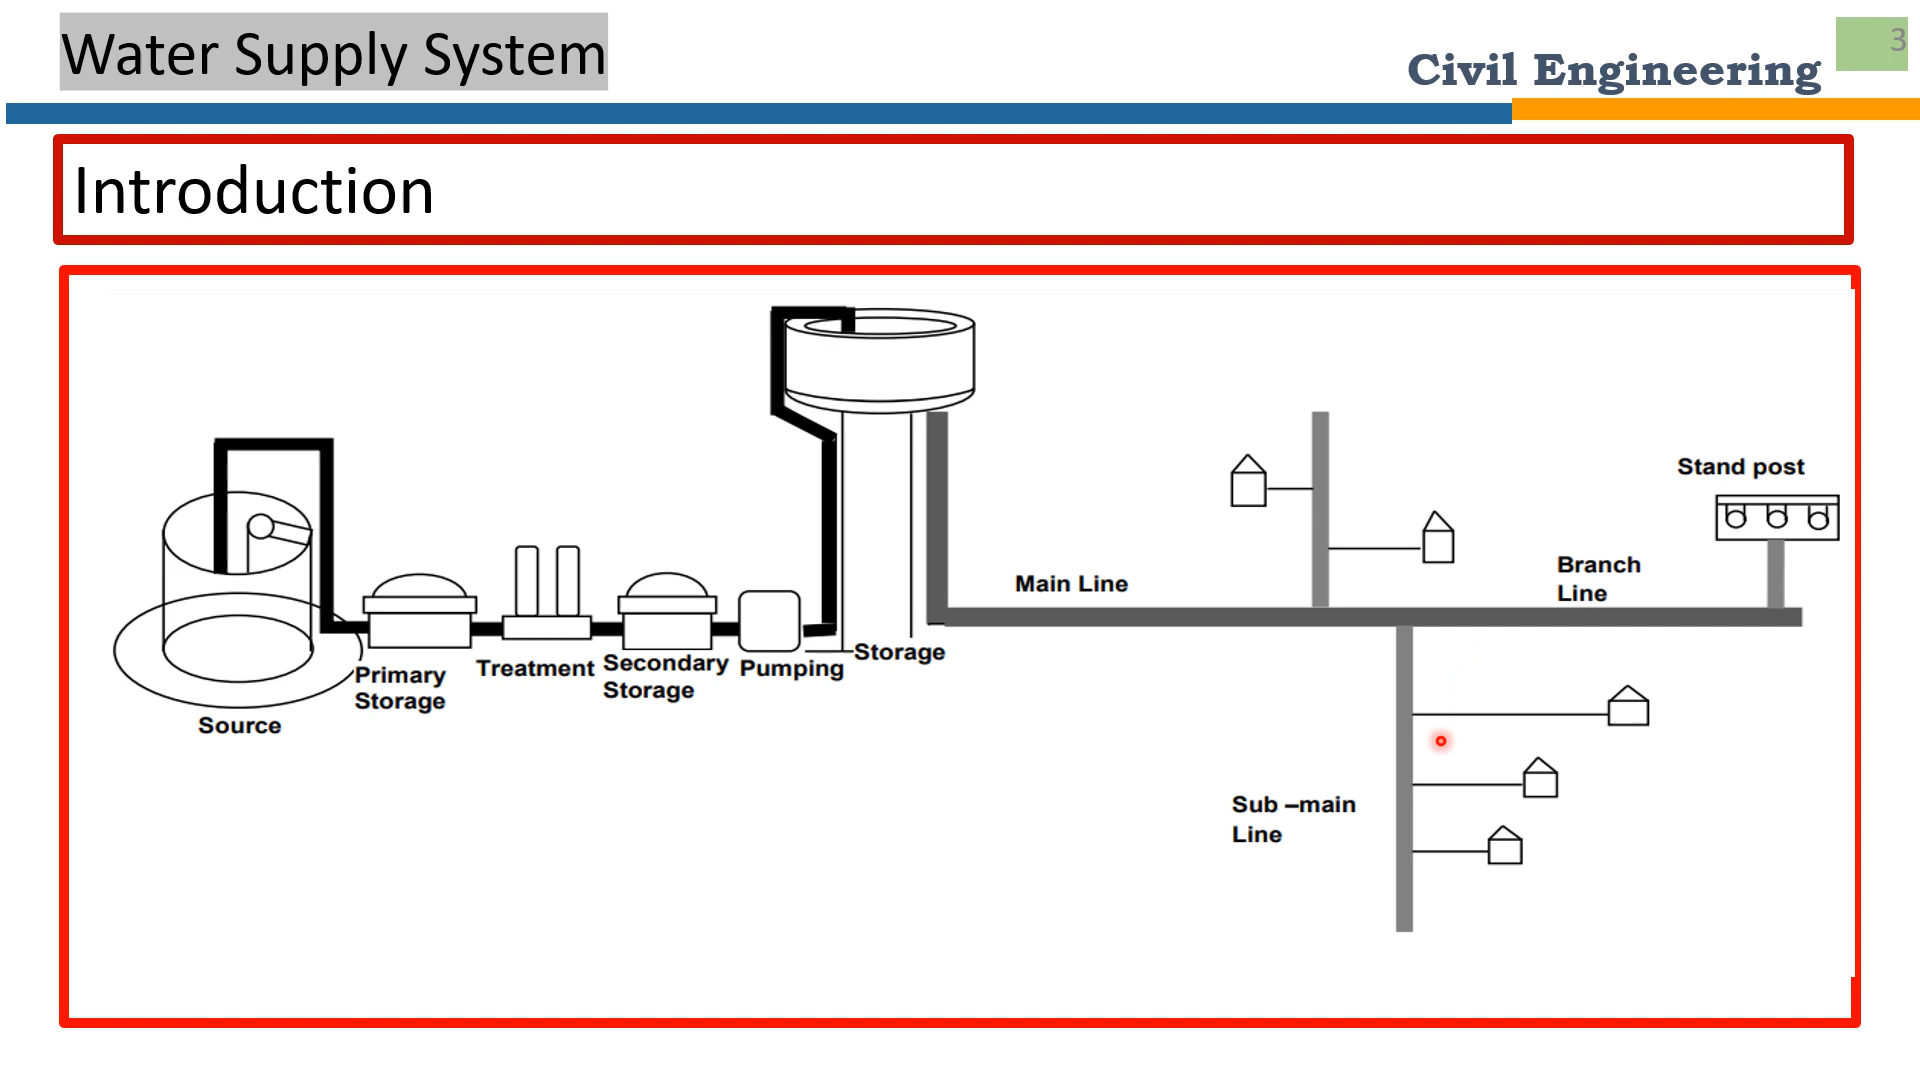 Water Supply System
Civil Engineering
3
Introduction
Stand post
Main Line
Branch
Line
Storage
Primary
Storage
Treatment
Secondary
Storage
Pumping
Source
Sub –main
Line